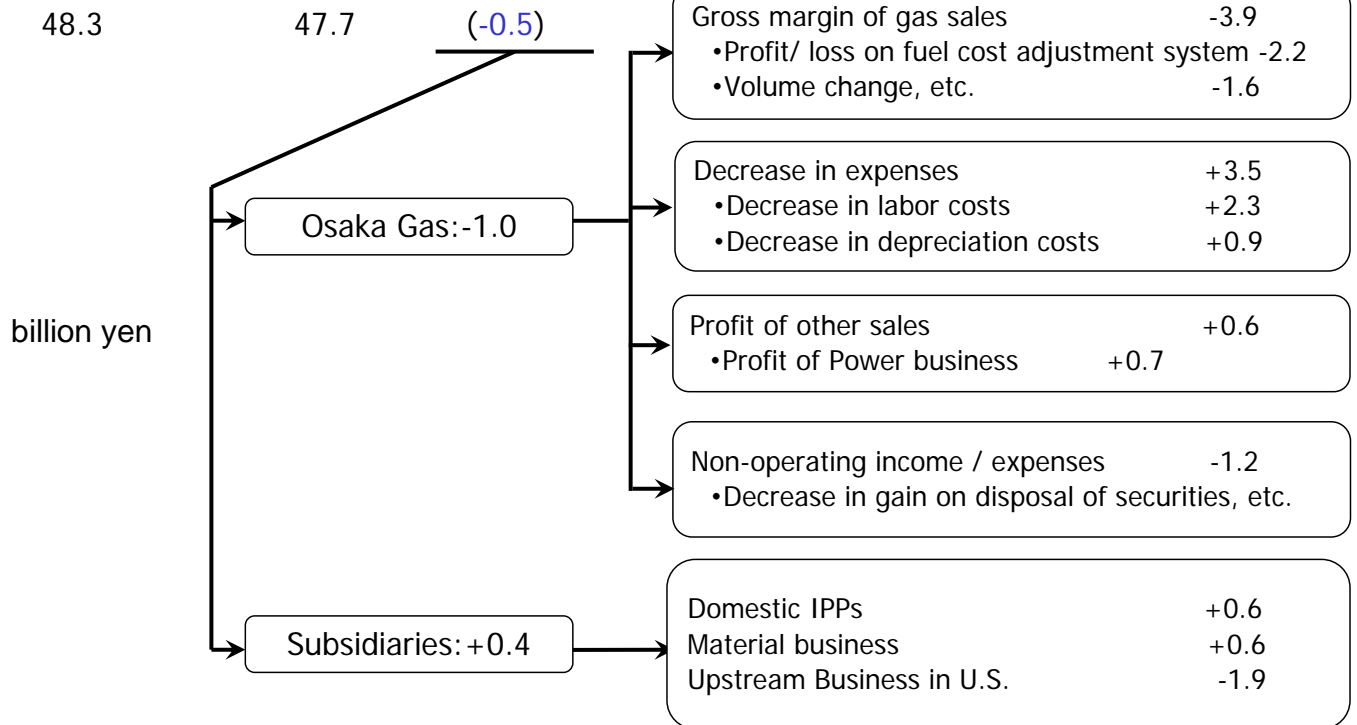 48.3 47.7 (-0.5)
Gross margin of gas sales -3.9
•Profit/ loss on fuel cost adjustment system -2.2
•Volume change, etc. -1.6
Decrease in expenses +3.5
•Decrease in labor costs +2.3
•Decrease in depreciation costs +0.9
Osaka Gas:-1.0
billion yen
Profit of other sales +0.6
•Profit of Power business +0.7
Non-operating income / expenses -1.2
•Decrease in gain on disposal of securities, etc.
Subsidiaries:+0.4
Domestic IPPs +0.6
Material business +0.6
Upstream Business in U.S. -1.9